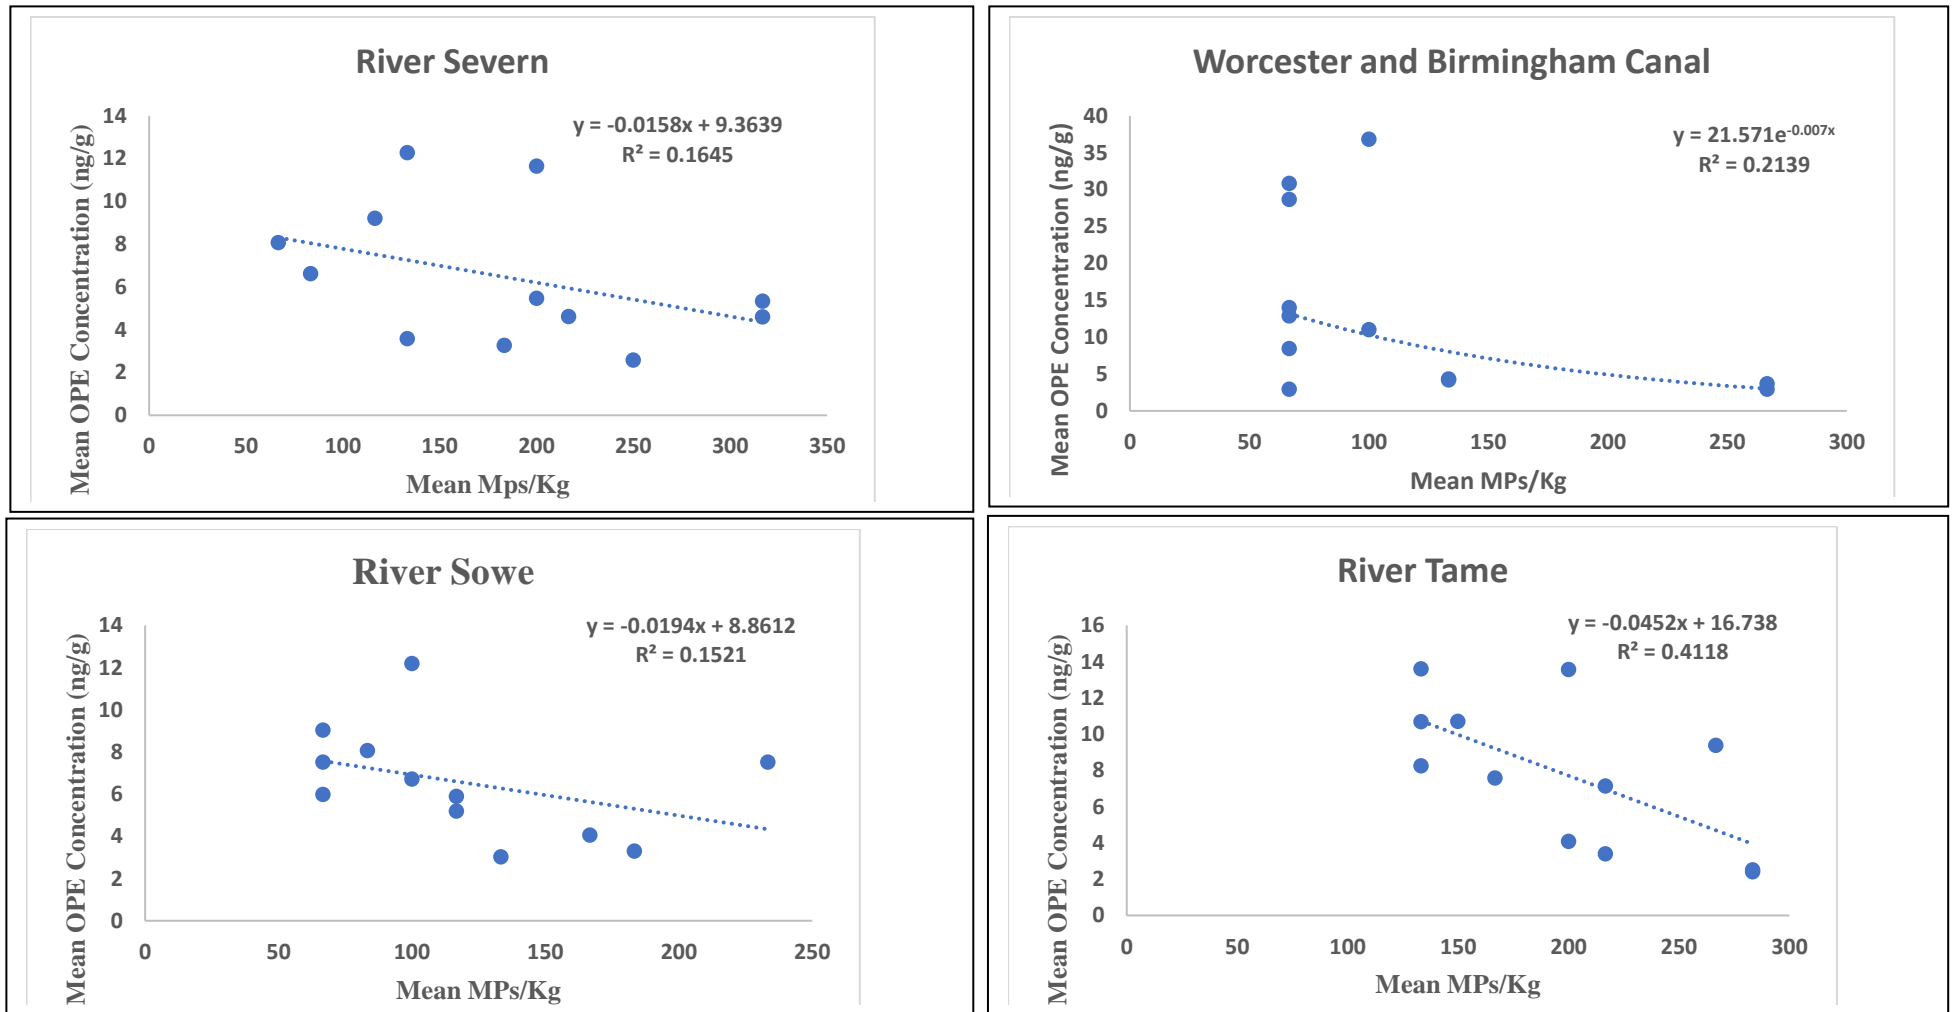 River Severn
y = -0.0158x + 9.3639
R² = 0.1645
Mean OPE Concentration (ng/g)
14
12
10
8
6
4
2
0
0 50 100 150 200 250 300 350
Mean Mps/Kg
Worcester and Birmingham Canal
y = 21.571e^-0.007x
R² = 0.2139
Mean OPE Concentration (ng/g)
40
35
30
25
20
15
10
5
0
0 50 100 150 200 250 300
Mean MPs/Kg
River Sowe
y = -0.0194x + 8.8612
R² = 0.1521
Mean OPE Concentration (ng/g)
14
12
10
8
6
4
2
0
0 50 100 150 200 250
Mean MPs/Kg
River Tame
y = -0.0452x + 16.738
R² = 0.4118
Mean OPE Concentration (ng/g)
16
14
12
10
8
6
4
2
0
0 50 100 150 200 250 300
Mean MPs/Kg